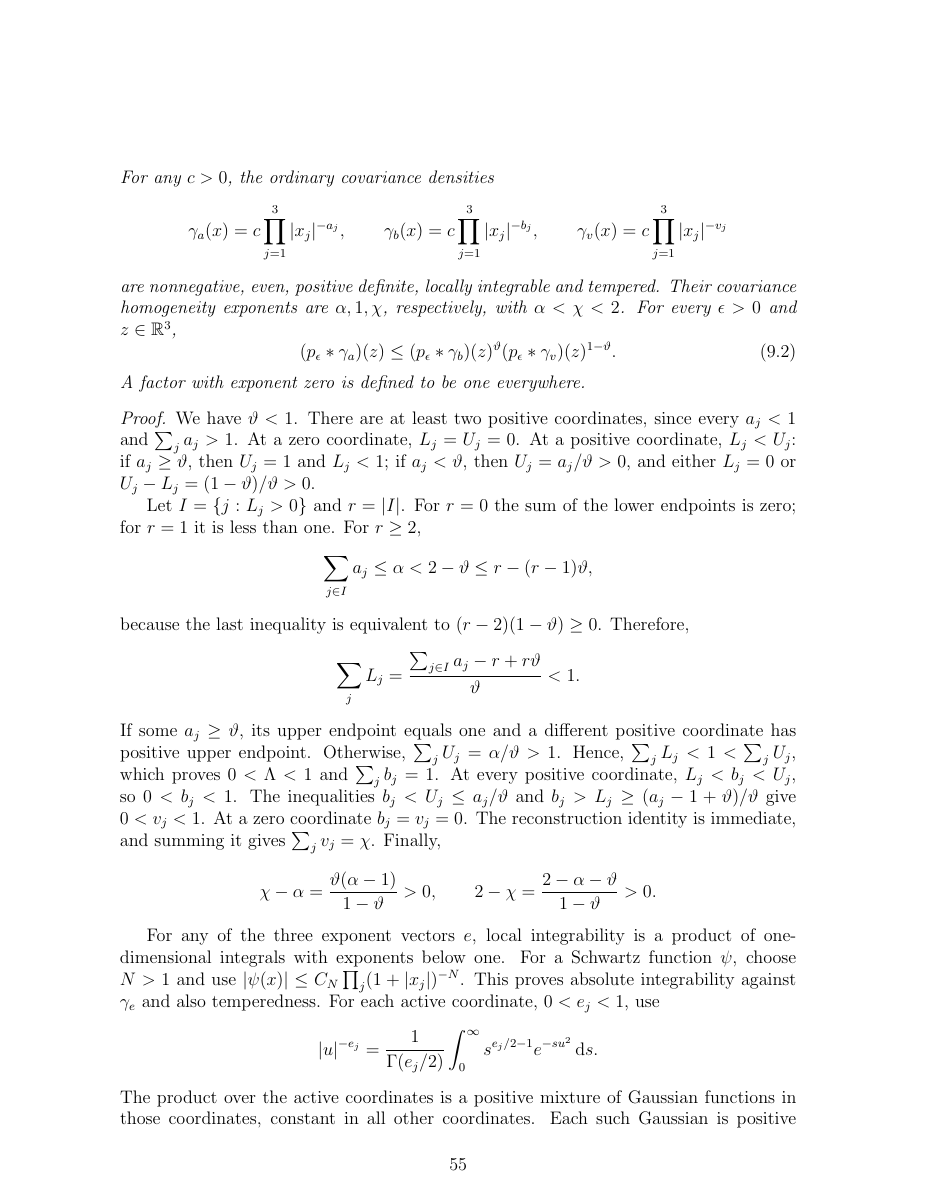 For any c > 0, the ordinary covariance densities
γₐ(x) = c ∏_{j=1}^{3} |x_j|^{−a_j}, γ_b(x) = c ∏_{j=1}^{3} |x_j|^{−b_j}, γ_v(x) = c ∏_{j=1}^{3} |x_j|^{−v_j}
are nonnegative, even, positive definite, locally integrable and tempered. Their covariance
homogeneity exponents are α, 1, χ, respectively, with α < χ < 2. For every ϵ > 0 and
z ∈ ℝ³,
(p_ϵ ∗ γ_a)(z) ≤ (p_ϵ ∗ γ_b)(z)^ϑ (p_ϵ ∗ γ_v)(z)^{1−ϑ}. (9.2)
A factor with exponent zero is defined to be one everywhere.
Proof. We have ϑ < 1. There are at least two positive coordinates, since every a_j < 1
and ∑_j a_j > 1. At a zero coordinate, L_j = U_j = 0. At a positive coordinate, L_j < U_j:
if a_j ≥ ϑ, then U_j = 1 and L_j < 1; if a_j < ϑ, then U_j = a_j/ϑ > 0, and either L_j = 0 or
U_j − L_j = (1 − ϑ)/ϑ > 0.
Let I = {j : L_j > 0} and r = |I|. For r = 0 the sum of the lower endpoints is zero;
for r = 1 it is less than one. For r ≥ 2,
∑_{j∈I} a_j ≤ α < 2 − ϑ ≤ r − (r − 1)ϑ,
because the last inequality is equivalent to (r − 2)(1 − ϑ) ≥ 0. Therefore,
∑_j L_j = (∑_{j∈I} a_j − r + rϑ)/ϑ < 1.
If some a_j ≥ ϑ, its upper endpoint equals one and a different positive coordinate has
positive upper endpoint. Otherwise, ∑_j U_j = α/ϑ > 1. Hence, ∑_j L_j < 1 < ∑_j U_j,
which proves 0 < Λ < 1 and ∑_j b_j = 1. At every positive coordinate, L_j < b_j < U_j,
so 0 < b_j < 1. The inequalities b_j < U_j ≤ a_j/ϑ and b_j > L_j ≥ (a_j − 1 + ϑ)/ϑ give
0 < v_j < 1. At a zero coordinate b_j = v_j = 0. The reconstruction identity is immediate,
and summing it gives ∑_j v_j = χ. Finally,
χ − α = ϑ(α − 1)/(1 − ϑ) > 0, 2 − χ = (2 − α − ϑ)/(1 − ϑ) > 0.
For any of the three exponent vectors e, local integrability is a product of one-
dimensional integrals with exponents below one. For a Schwartz function ψ, choose
N > 1 and use |ψ(x)| ≤ C_N ∏_j (1 + |x_j|)^{−N}. This proves absolute integrability against
γ_e and also temperedness. For each active coordinate, 0 < e_j < 1, use
|u|^{−e_j} = 1/Γ(e_j/2) ∫_0^∞ s^{e_j/2−1} e^{−su²} ds.
The product over the active coordinates is a positive mixture of Gaussian functions in
those coordinates, constant in all other coordinates. Each such Gaussian is positive
55